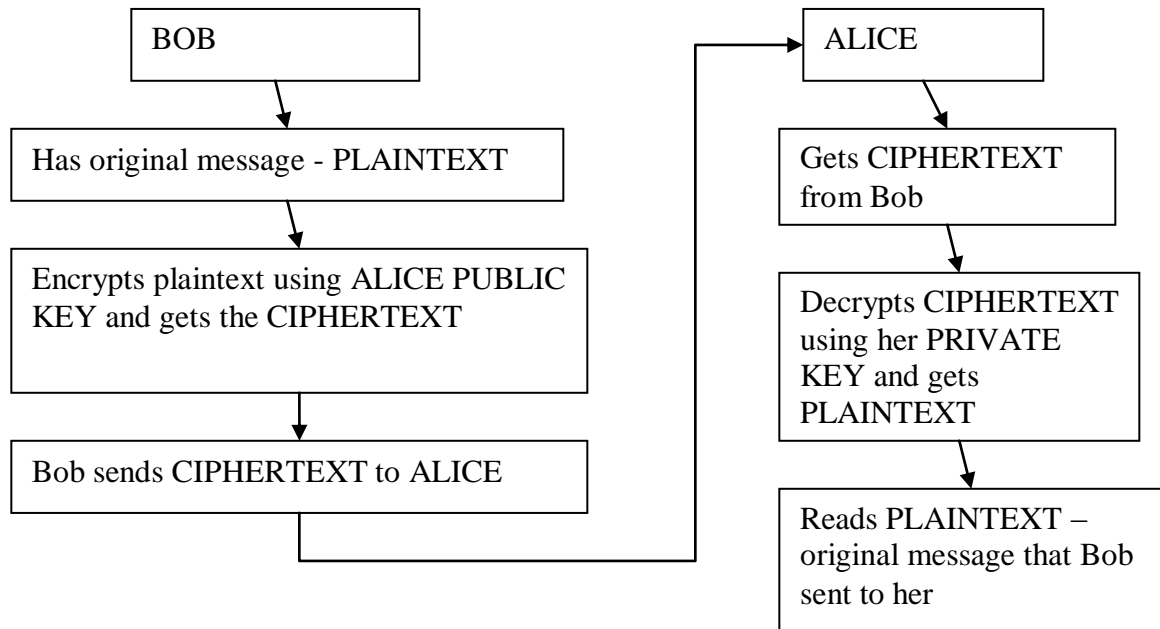 BOB
Has original message - PLAINTEXT
Encrypts plaintext using ALICE PUBLIC
KEY and gets the CIPHERTEXT
Bob sends CIPHERTEXT to ALICE
ALICE
Gets CIPHERTEXT
from Bob
Decrypts CIPHERTEXT
using her PRIVATE
KEY and gets
PLAINTEXT
Reads PLAINTEXT –
original message that Bob
sent to her